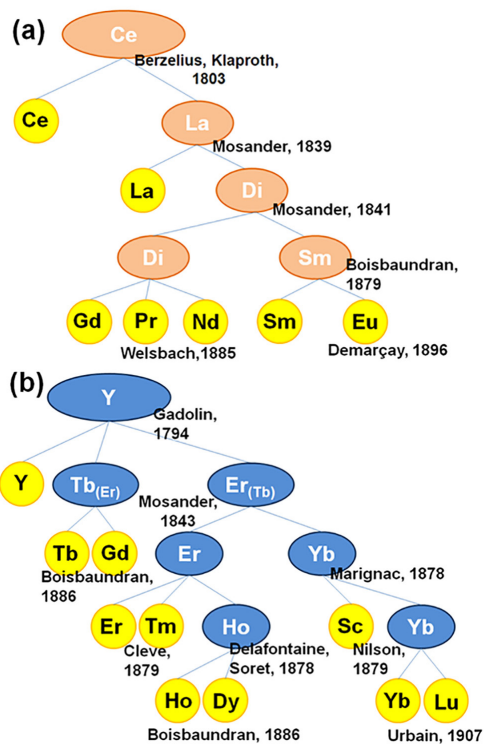 (a)
Ce
Berzelius, Klaproth,
1803
Ce
La
Mosander, 1839
La
Di
Mosander, 1841
Di
Sm
Boisbaundran,
1879
Gd Pr Nd Sm Eu
Welsbach,1885
Demarçay, 1896
(b)
Y
Gadolin,
1794
Y
Tb(Er)
Er(Tb)
Mosander,
1843
Tb Gd
Er
Yb
Boisbaundran,
1886
Marignac, 1878
Er Tm
Ho
Sc
Yb
Cleve,
1879
Delafontaine,
Soret, 1878
Nilson,
1879
Ho Dy
Yb Lu
Boisbaundran, 1886
Urbain, 1907